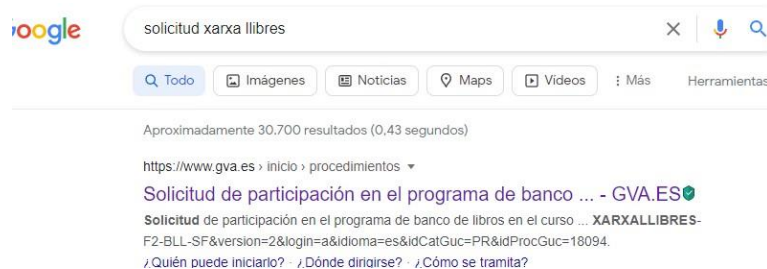 oogle
solicitud xarxa llibres
Todo Imágenes Noticias Maps Vídeos Más Herramientas
Aproximadamente 30.700 resultados (0,43 segundos)
https://www.gva.es › inicio › procedimientos
Solicitud de participación en el programa de banco ... - GVA.ES
Solicitud de participación en el programa de banco de libros en el curso ... XARXALLIBRES-
F2-BLL-SF&version=2&login=a&idioma=es&idCatGuc=PR&idProcGuc=18094.
¿Quién puede iniciarlo? · ¿Dónde dirigirse? · ¿Cómo se tramita?